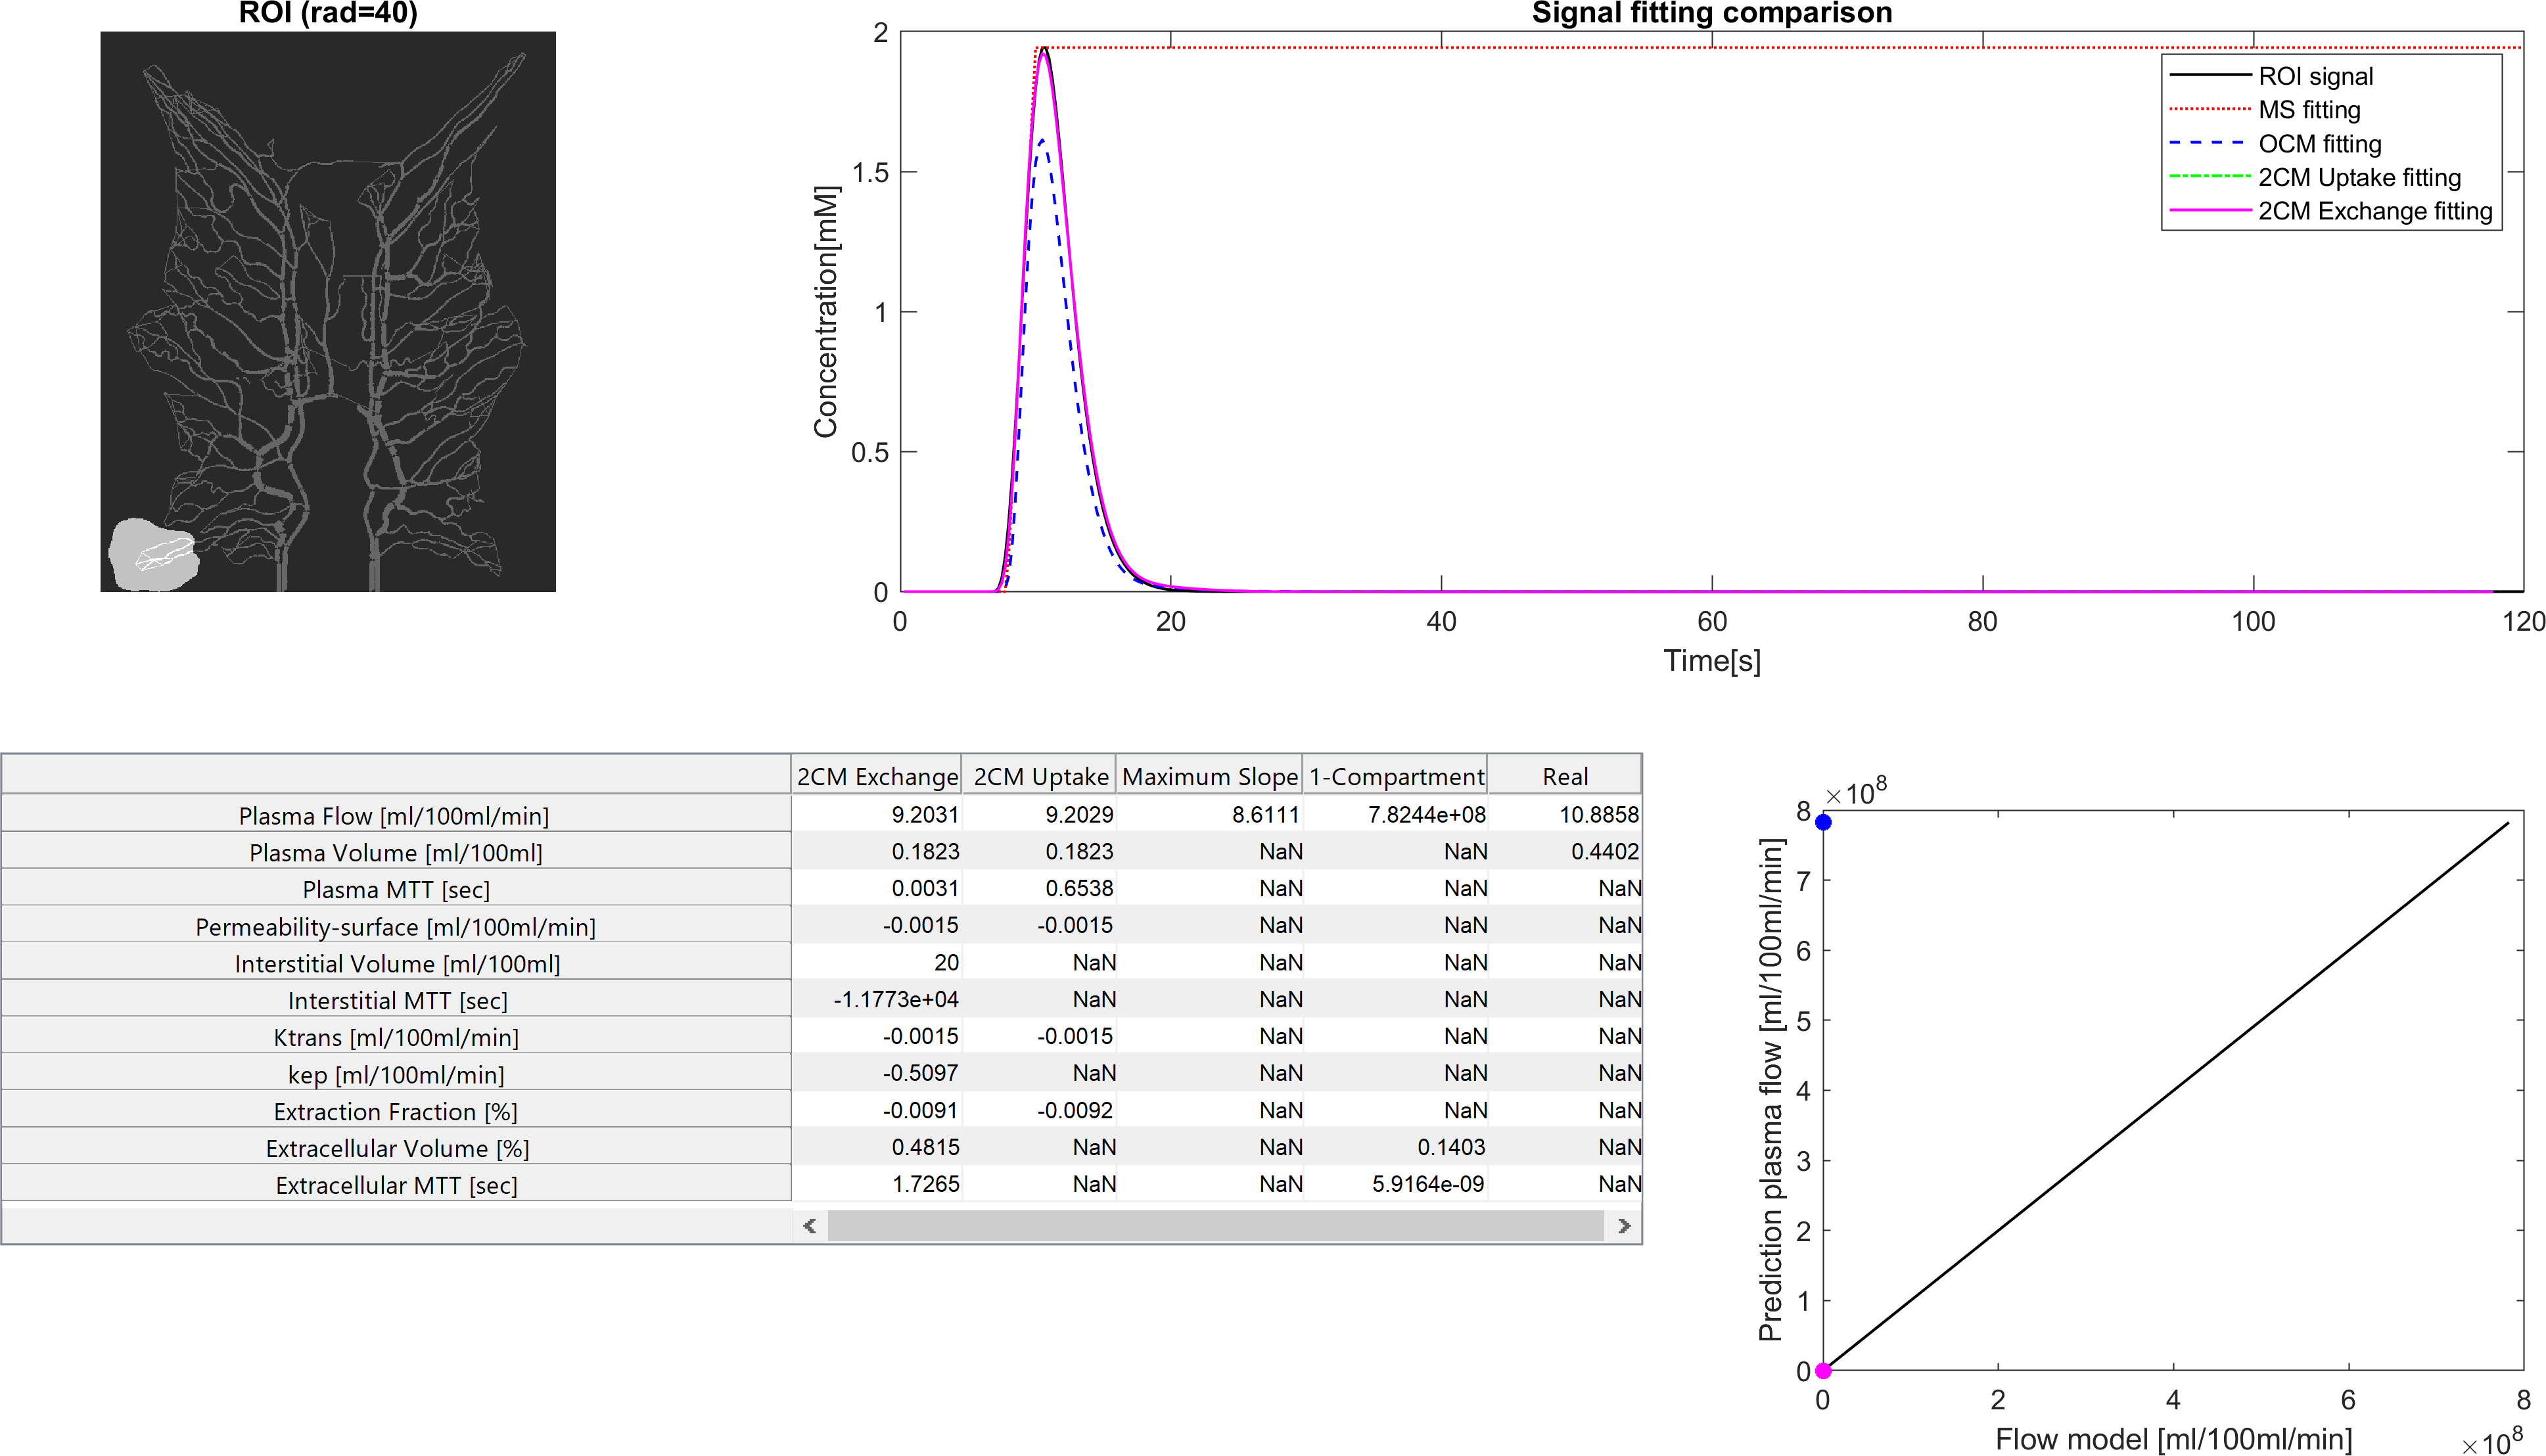 ROI (rad=40)
Signal fitting comparison
2
1.5
1
0.5
0
Concentration[mM]
0 20 40 60 80 100 120
Time[s]
ROI signal
MS fitting
OCM fitting
2CM Uptake fitting
2CM Exchange fitting
2CM Exchange 2CM Uptake Maximum Slope 1-Compartment Real
Plasma Flow [ml/100ml/min] 9.2031 9.2029 8.6111 7.8244e+08 10.8858
Plasma Volume [ml/100ml] 0.1823 0.1823 NaN NaN 0.4402
Plasma MTT [sec] 0.0031 0.6538 NaN NaN NaN
Permeability-surface [ml/100ml/min] -0.0015 -0.0015 NaN NaN NaN
Interstitial Volume [ml/100ml] 20 NaN NaN NaN NaN
Interstitial MTT [sec] -1.1773e+04 NaN NaN NaN NaN
Ktrans [ml/100ml/min] -0.0015 -0.0015 NaN NaN NaN
kep [ml/100ml/min] -0.5097 NaN NaN NaN NaN
Extraction Fraction [%] -0.0091 -0.0092 NaN NaN NaN
Extracellular Volume [%] 0.4815 NaN NaN 0.1403 NaN
Extracellular MTT [sec] 1.7265 NaN NaN 5.9164e-09 NaN
×10⁸
8
7
6
5
4
3
2
1
0
Prediction plasma flow [ml/100ml/min]
0 2 4 6 8
Flow model [ml/100ml/min]
×10⁸